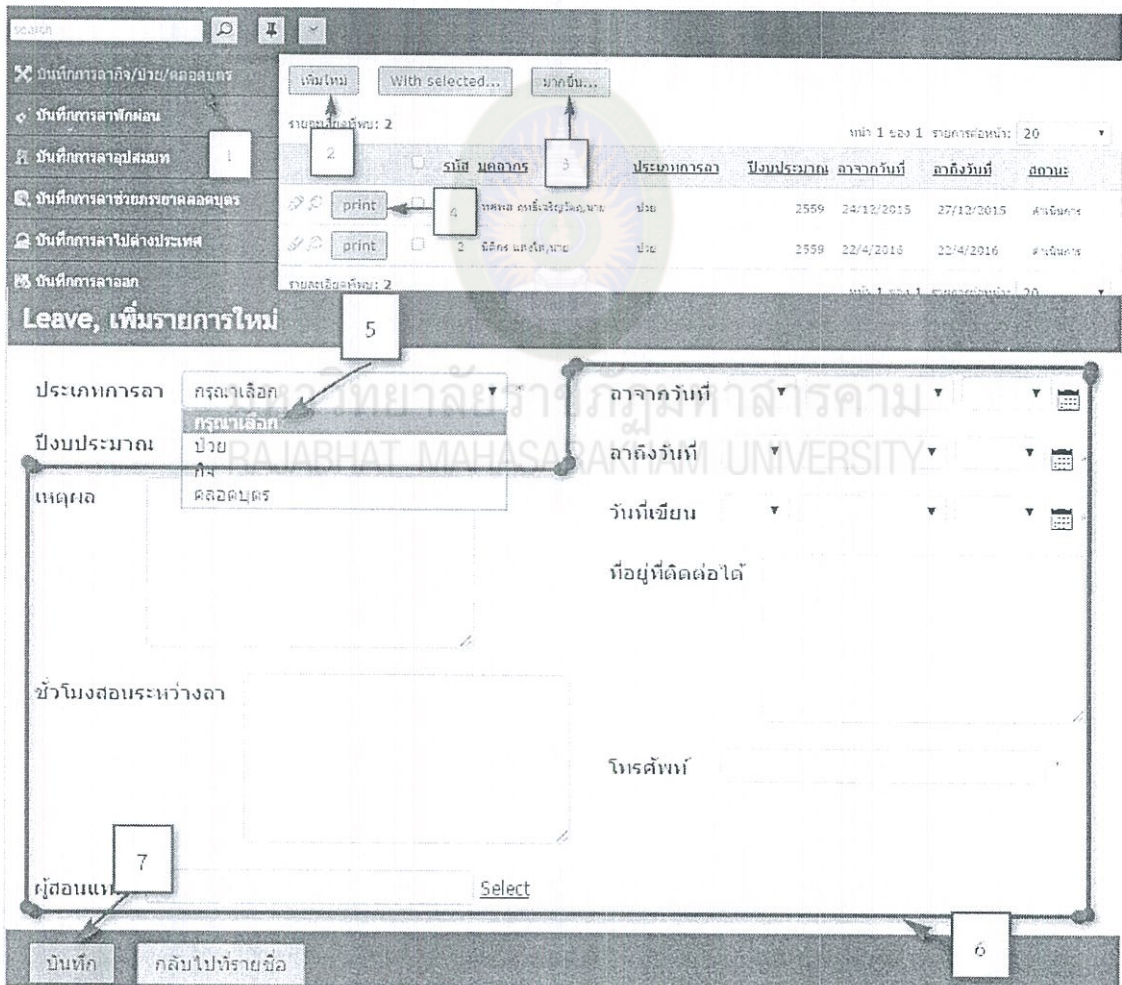 search
บันทึกการลากิจ/ป่วย/คลอดบุตร
บันทึกการลาพักผ่อน
บันทึกการลาอุปสมบท
บันทึกการลาช่วยภรรยาคลอดบุตร
บันทึกการลาไปต่างประเทศ
บันทึกการลาออก
1
เพิ่มใหม่ With selected... มากขึ้น...
รายละเอียดที่พบ: 2
หน้า 1 ของ 1 รายการต่อหน้า: 20
2 3
รหัส บุคลากร ประเภทการลา ปีงบประมาณ ลาจากวันที่ ลาถึงวันที่ สถานะ
print 4 ป่วย 2559 24/12/2015 27/12/2015 ดำเนินการ
print 2 ป่วย 2559 22/4/2016 22/4/2016 ดำเนินการ
รายละเอียดที่พบ: 2
หน้า 1 ของ 1 รายการต่อหน้า: 20
Leave, เพิ่มรายการใหม่
5
ประเภทการลา กรุณาเลือก *
กรุณาเลือก
ป่วย
กิจ
คลอดบุตร
ปีงบประมาณ
มหาวิทยาลัยราชภัฏมหาสารคาม
RAJABHAT MAHASARAKHAM UNIVERSITY
เหตุผล
ชั่วโมงสอนระหว่างลา
ผู้สอนแทน Select
ลาจากวันที่
ลาถึงวันที่
วันที่เขียน
ที่อยู่ที่ติดต่อได้
โทรศัพท์
7
6
บันทึก กลับไปที่รายชื่อ